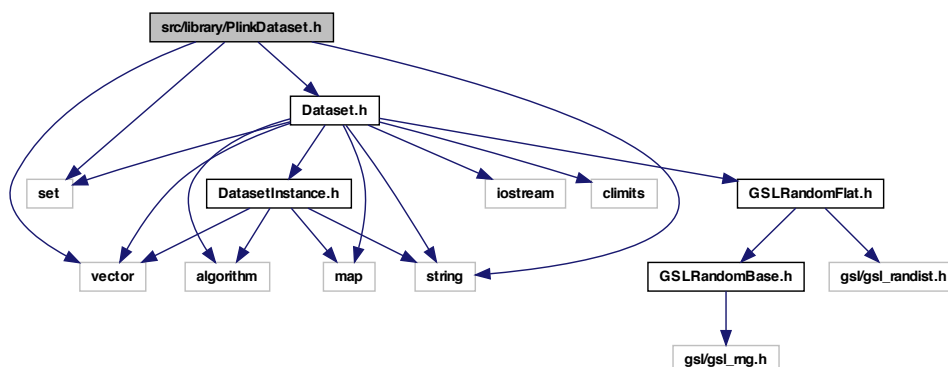 src/library/PlinkDataset.h
Dataset.h
set
DatasetInstance.h
iostream
climits
GSLRandomFlat.h
vector
algorithm
map
string
GSLRandomBase.h
gsl/gsl_randist.h
gsl/gsl_rng.h